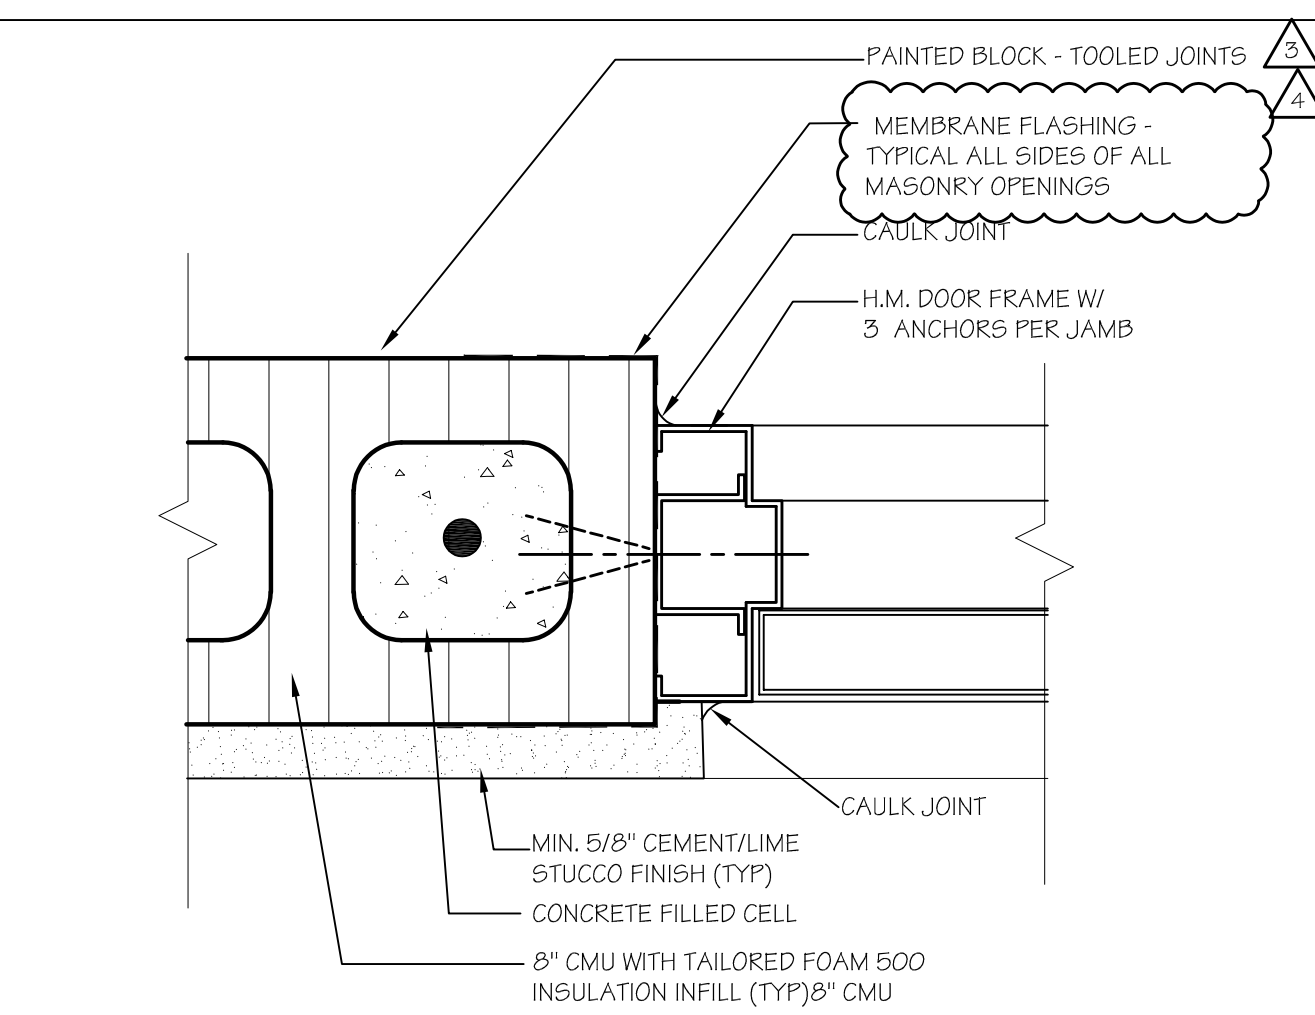 PAINTED BLOCK - TOOLED JOINTS
3
4
MEMBRANE FLASHING -
TYPICAL ALL SIDES OF ALL
MASONRY OPENINGS
CAULK JOINT
H.M. DOOR FRAME W/
3 ANCHORS PER JAMB
CAULK JOINT
MIN. 5/8" CEMENT/LIME
STUCCO FINISH (TYP)
CONCRETE FILLED CELL
8" CMU WITH TAILORED FOAM 500
INSULATION INFILL (TYP)8" CMU